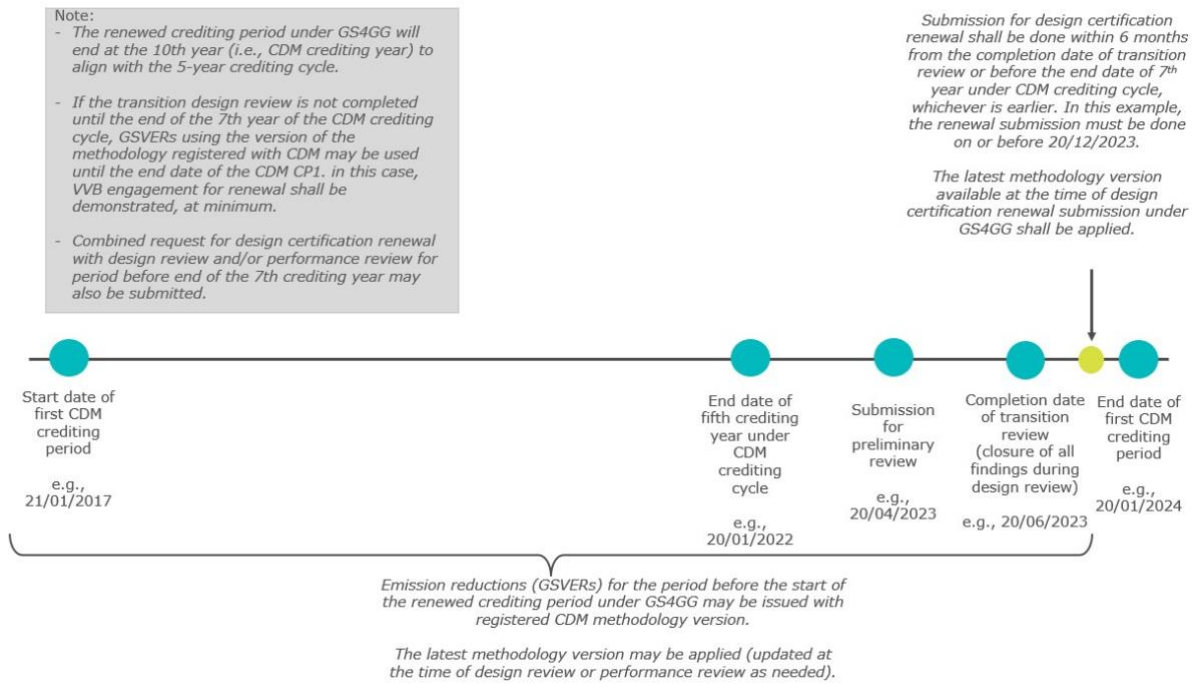 Note:
- The renewed crediting period under GS4GG will
end at the 10th year (i.e., CDM crediting year) to
align with the 5-year crediting cycle.
- If the transition design review is not completed
until the end of the 7th year of the CDM crediting
cycle, GSVERs using the version of the
methodology registered with CDM may be used
until the end date of the CDM CP1. in this case,
VVB engagement for renewal shall be
demonstrated, at minimum.
- Combined request for design certification renewal
with design review and/or performance review for
period before end of the 7th crediting year may
also be submitted.
Submission for design certification
renewal shall be done within 6 months
from the completion date of transition
review or before the end date of 7th
year under CDM crediting cycle,
whichever is earlier. In this example,
the renewal submission must be done
on or before 20/12/2023.
The latest methodology version
available at the time of design
certification renewal submission under
GS4GG shall be applied.
Start date of
first CDM
crediting
period
e.g.,
21/01/2017
End date of
fifth crediting
year under
CDM
crediting
cycle
e.g.,
20/01/2022
Submission
for
preliminary
review
e.g.,
20/04/2023
Completion date
of transition
review
(closure of all
findings during
design review)
e.g., 20/06/2023
End date of
first CDM
crediting
period
e.g.,
20/01/2024
Emission reductions (GSVERs) for the period before the start of
the renewed crediting period under GS4GG may be issued with
registered CDM methodology version.
The latest methodology version may be applied (updated at
the time of design review or performance review as needed).